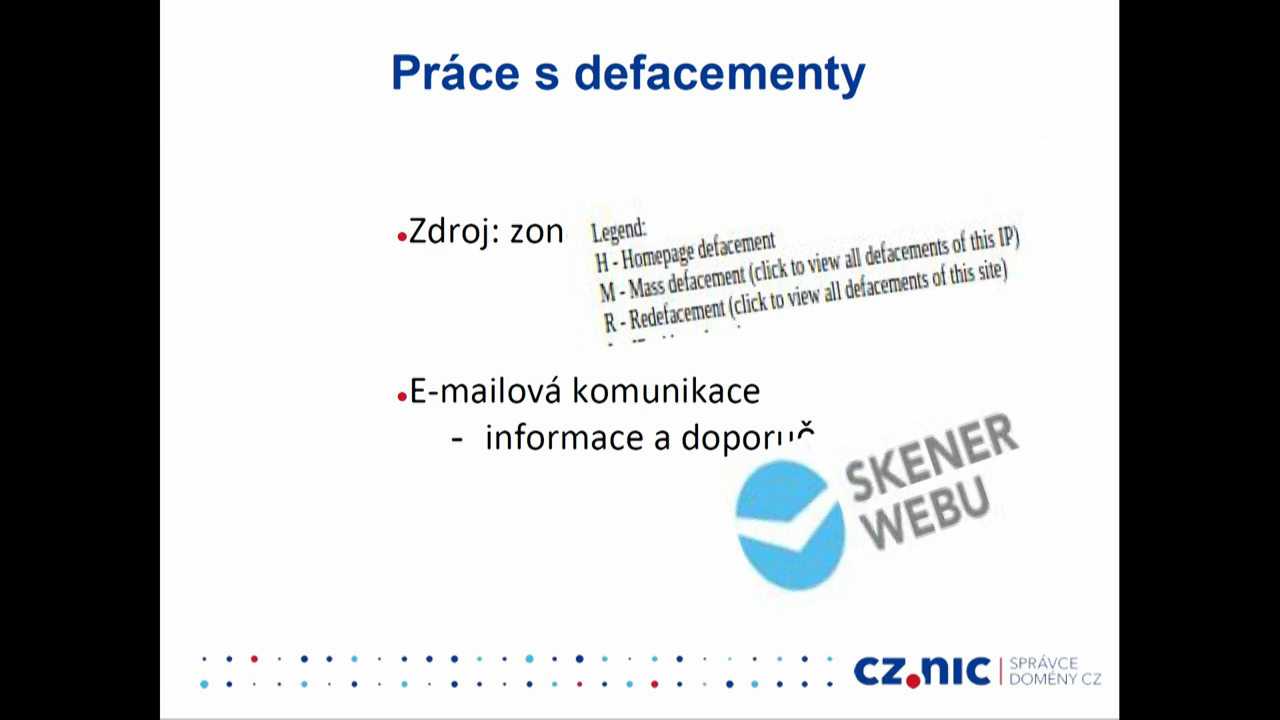 Práce s defacementy
Zdroj: zon
Legend:
H - Homepage defacement
M - Mass defacement (click to view all defacements of this IP)
R - Redefacement (click to view all defacements of this site)
E-mailová komunikace
- informace a doporuč
SKENER
WEBU
CZ.NIC
SPRÁVCE
DOMÉNY CZ